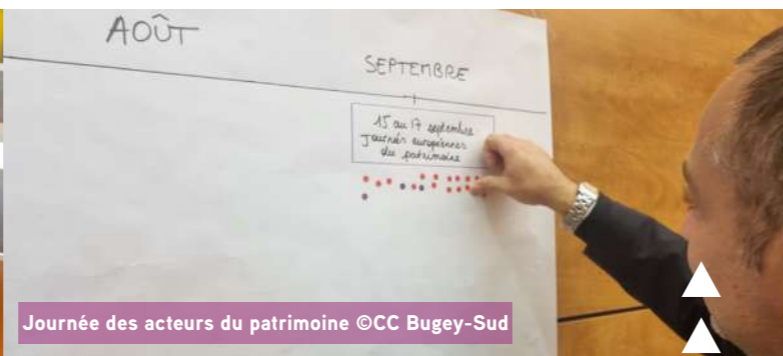 AOÛT
SEPTEMBRE
15 au 17 septembre
Journées européennes
du patrimoine
Journée des acteurs du patrimoine ©CC Bugey-Sud